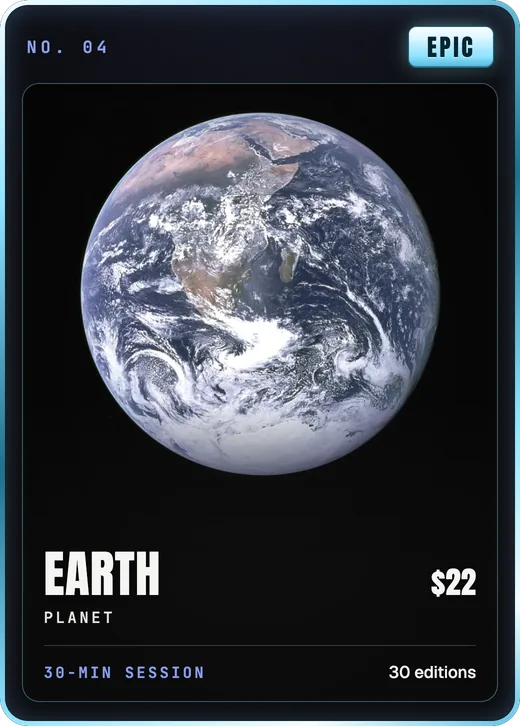 NO. 04
EPIC
EARTH
$22
PLANET
30-MIN SESSION
30 editions